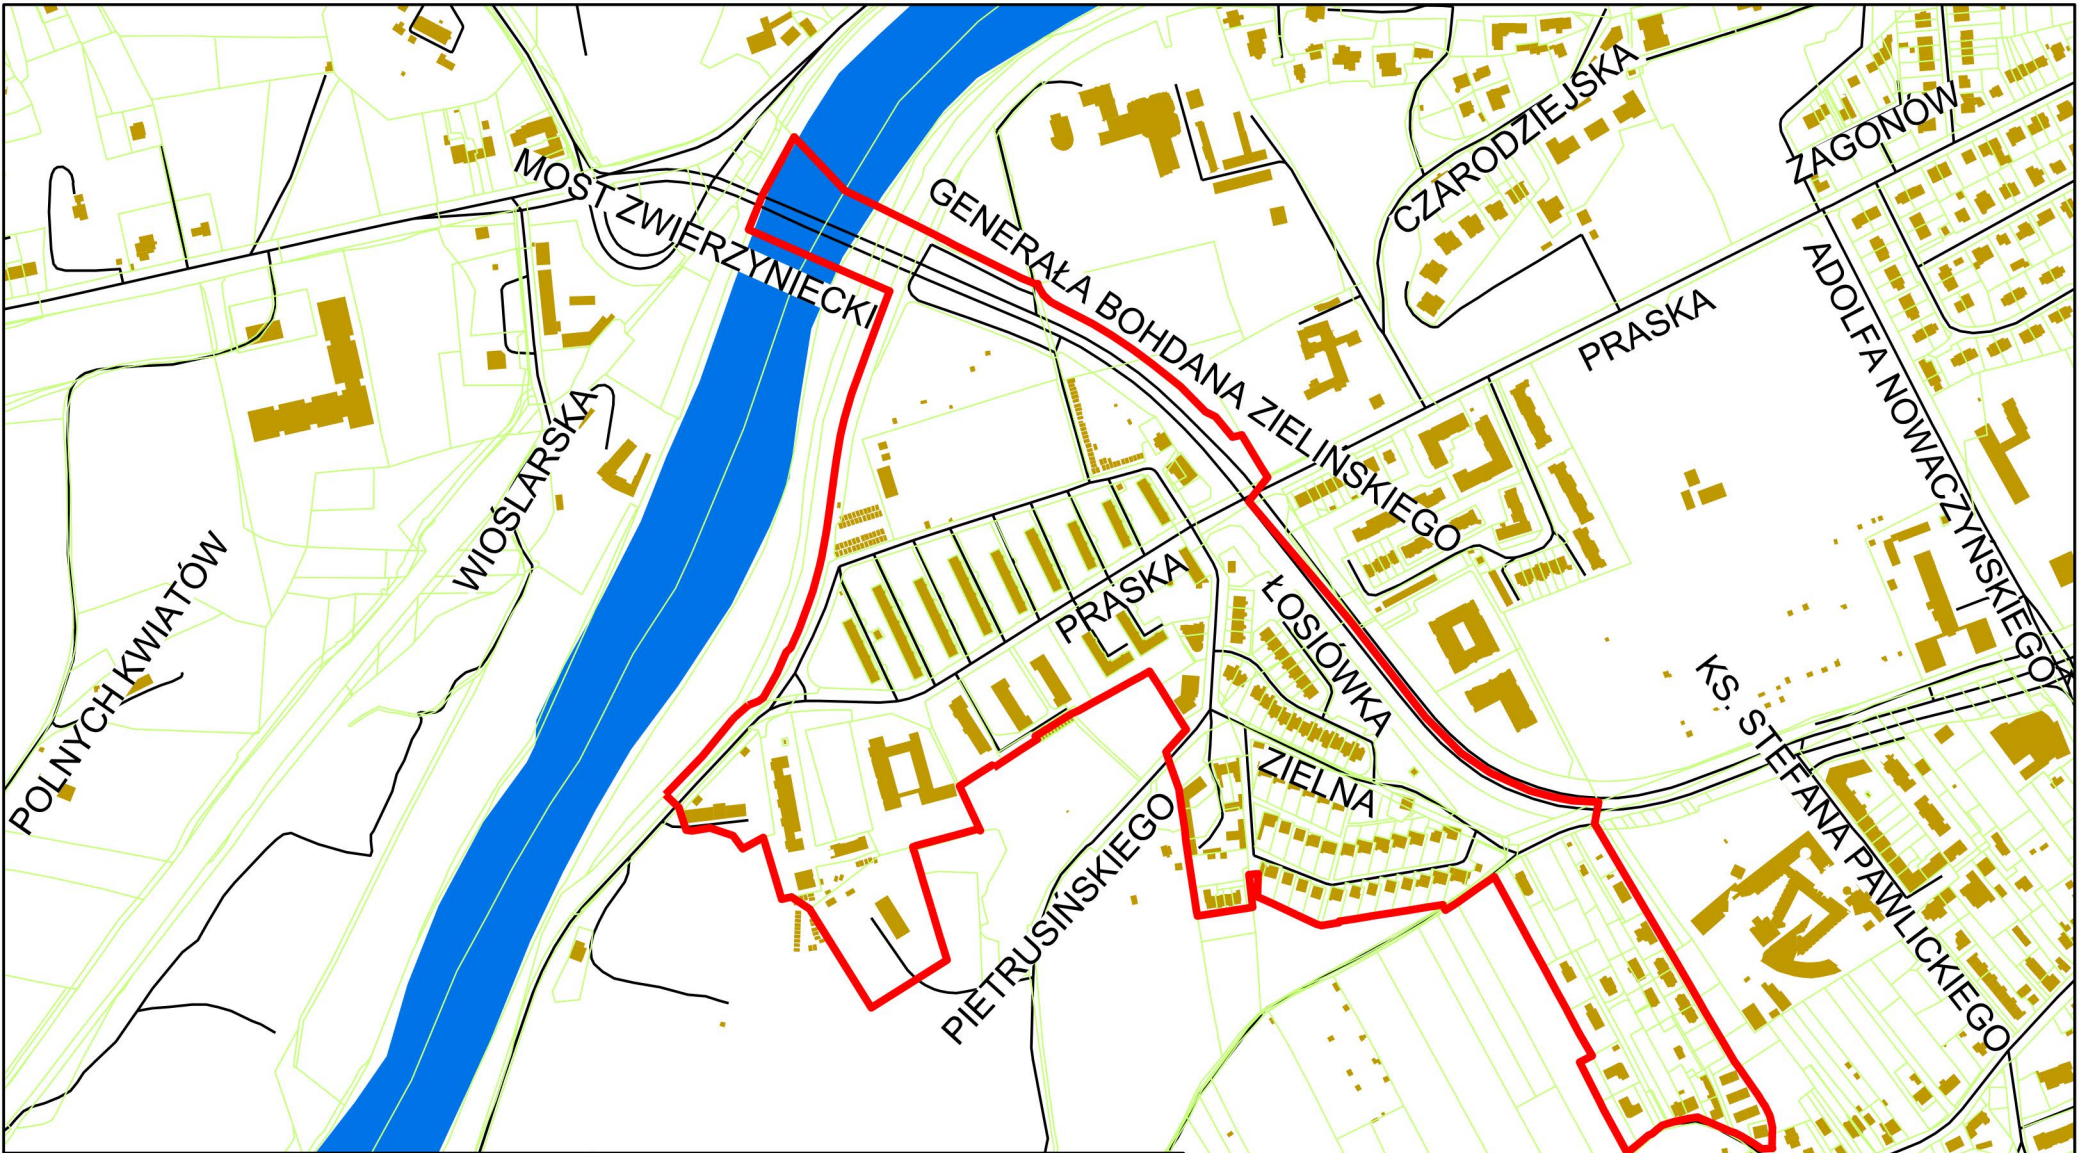 MOST ZWIERZYNIECKI
GENERAŁA BOHDANA ZIELIŃSKIEGO
CZARODZIEJSKA
ZAGONÓW
ADOLFA NOWACZYŃSKIEGO
PRASKA
WIOŚLARSKA
POLNYCH KWIATÓW
PRASKA
ŁOSIÓWKA
ZIELNA
PIETRUSIŃSKIEGO
KS. STEFANA PAWLICKIEGO